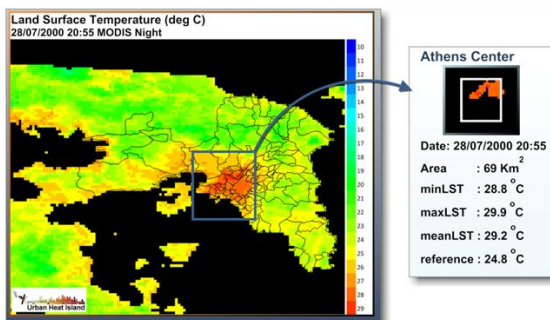 Land Surface Temperature (deg C)
28/07/2000 20:55 MODIS Night
10
11
12
13
14
15
16
17
18
19
20
21
22
23
24
25
26
27
28
29
Urban Heat Island
Athens Center
Date: 28/07/2000 20:55
Area : 69 Km²
minLST : 28.8 °C
maxLST : 29.9 °C
meanLST : 29.2 °C
reference : 24.8 °C